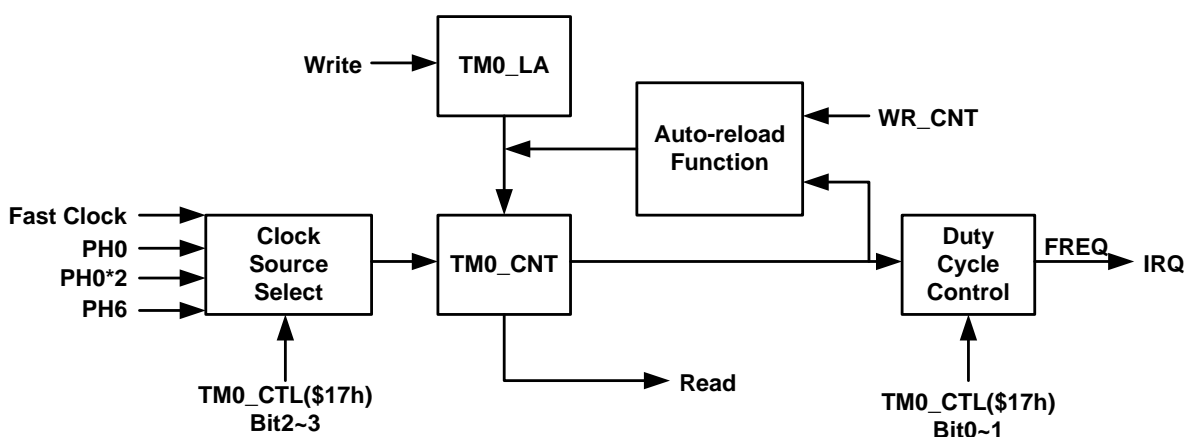 Write
TM0_LA
Auto-reload
Function
WR_CNT
Fast Clock
PH0
PH0*2
PH6
Clock
Source
Select
TM0_CNT
Duty
Cycle
Control
FREQ
IRQ
Read
TM0_CTL($17h)
Bit2~3
TM0_CTL($17h)
Bit0~1